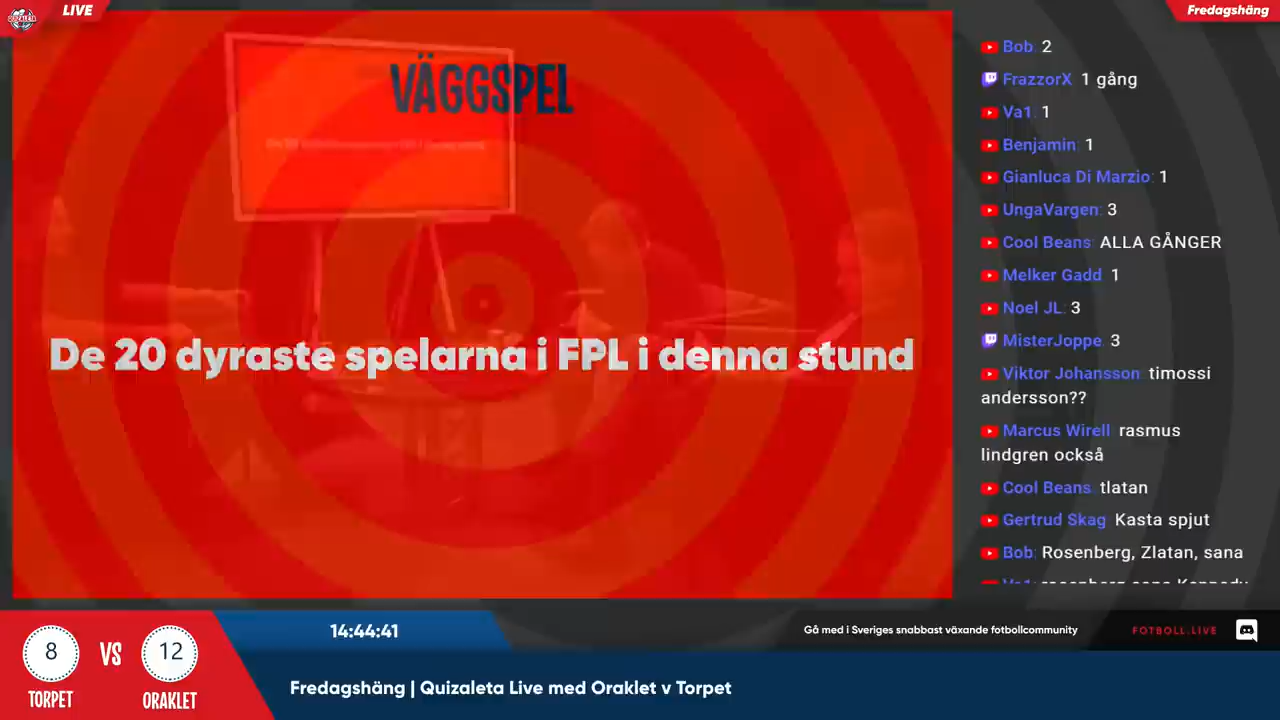 QUIZALETA
LIVE
Fredagshäng
VÄGGSPEL
De 20 dyraste spelarna i FPL i denna stund
Bob: 2
FrazzorX: 1 gång
Va1: 1
Benjamin: 1
Gianluca Di Marzio: 1
UngaVargen: 3
Cool Beans: ALLA GÅNGER
Melker Gadd: 1
Noel JL: 3
MisterJoppe: 3
Viktor Johansson: timossi
andersson??
Marcus Wirell: rasmus
lindgren också
Cool Beans: tlatan
Gertrud Skag: Kasta spjut
Bob: Rosenberg, Zlatan, sana
8
VS
12
TORPET
ORAKLET
14:44:41
Gå med i Sveriges snabbast växande fotbollcommunity
FOTBOLL.LIVE
Fredagshäng | Quizaleta Live med Oraklet v Torpet